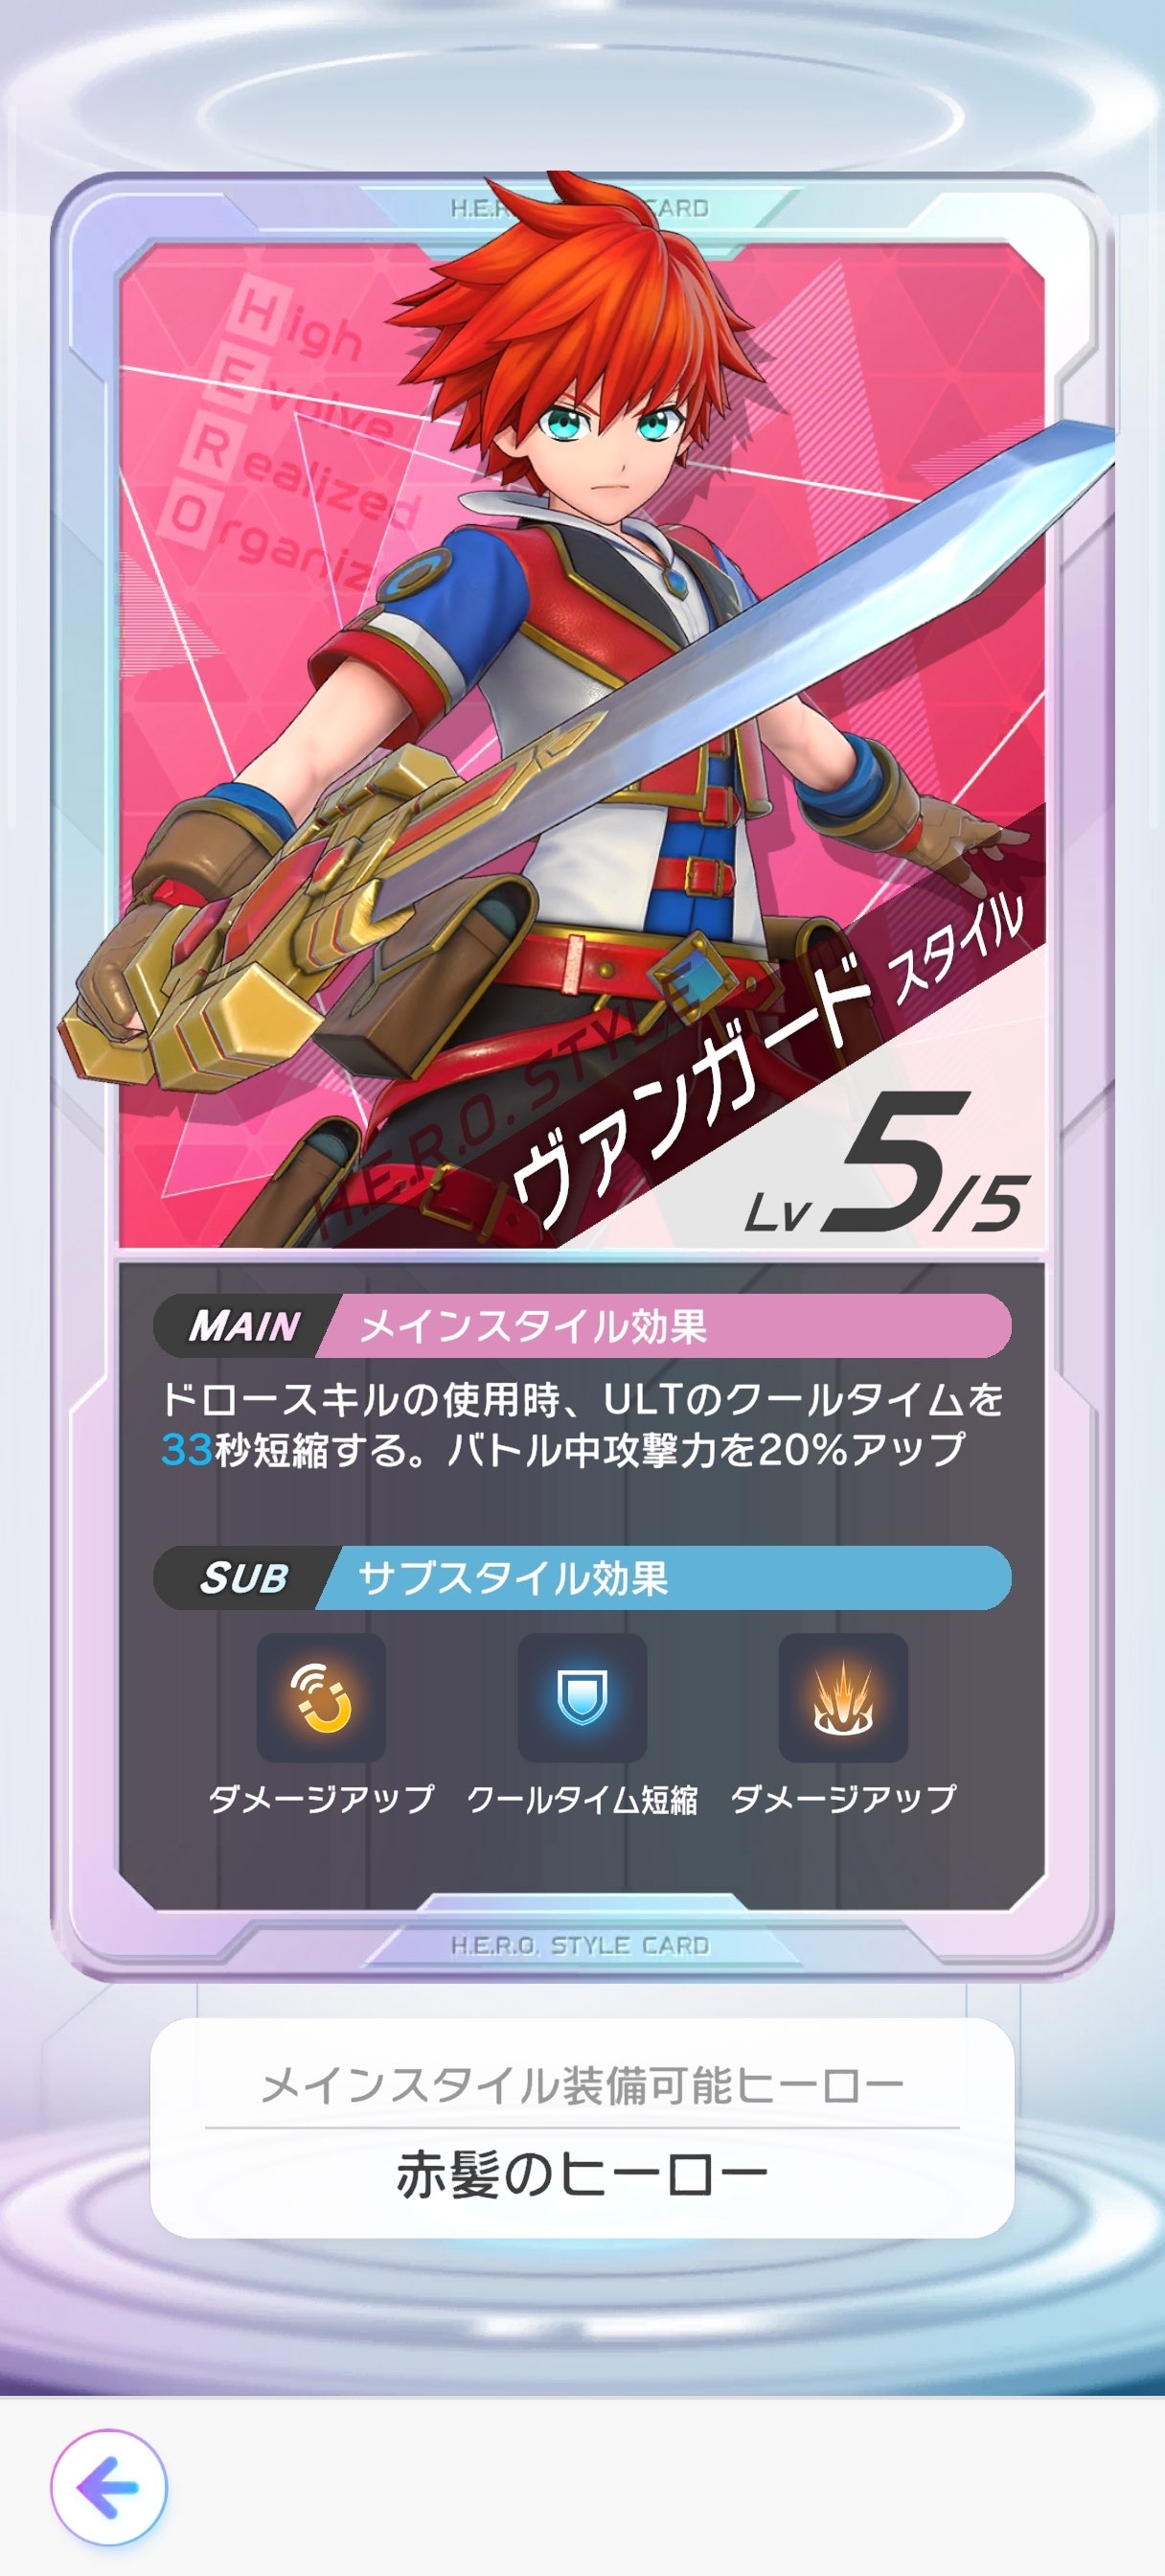 H.E.R
CARD
High
Evolve
Realized
Organiz
H.E.R.O. STYLE
ヴァンガード スタイル
Lv 5/5
MAIN メインスタイル効果
ドロースキルの使用時、ULTのクールタイムを
33秒短縮する。バトル中攻撃力を20%アップ
SUB サブスタイル効果
ダメージアップ クールタイム短縮 ダメージアップ
H.E.R.O. STYLE CARD
メインスタイル装備可能ヒーロー
赤髪のヒーロー